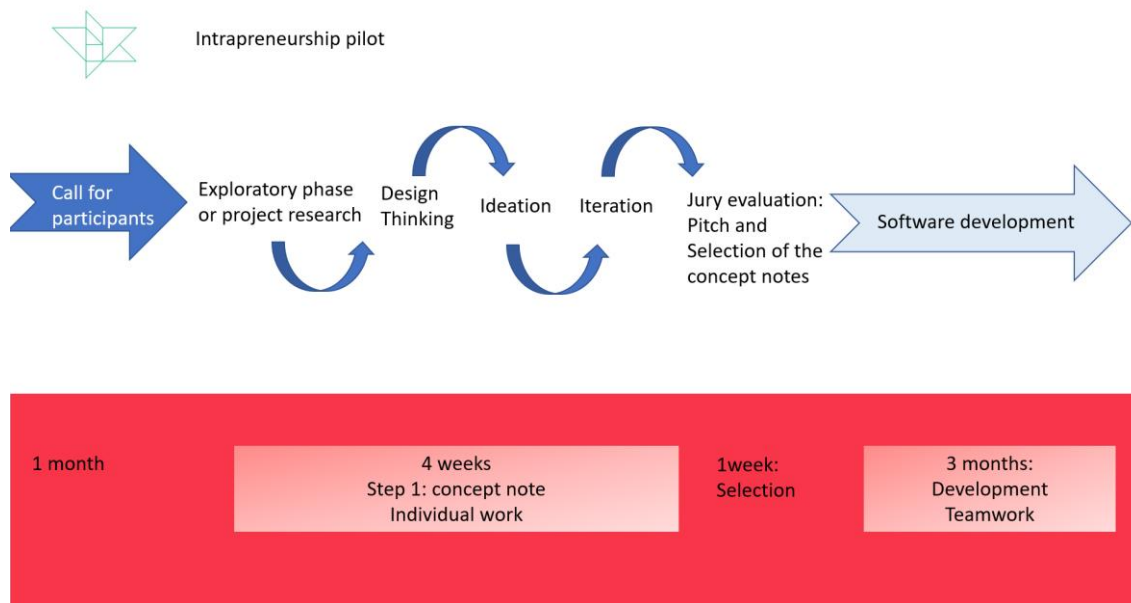 Intrapreneurship pilot
Call for
participants
Exploratory phase
or project research
Design
Thinking
Ideation
Iteration
Jury evaluation:
Pitch and
Selection of the
concept notes
Software development
1 month
4 weeks
Step 1: concept note
Individual work
1week:
Selection
3 months:
Development
Teamwork